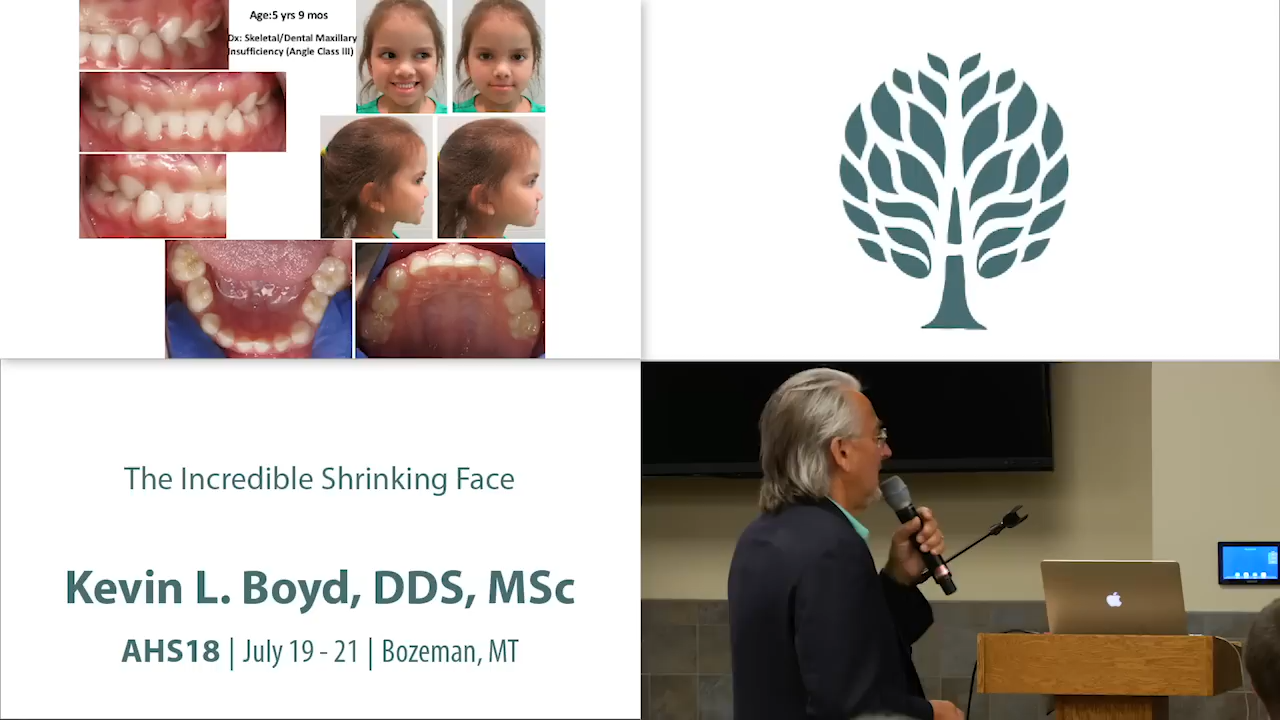 Age:5 yrs 9 mos
Dx: Skeletal/Dental Maxillary
Insufficiency (Angle Class III)
The Incredible Shrinking Face
Kevin L. Boyd, DDS, MSc
AHS18 | July 19 - 21 | Bozeman, MT